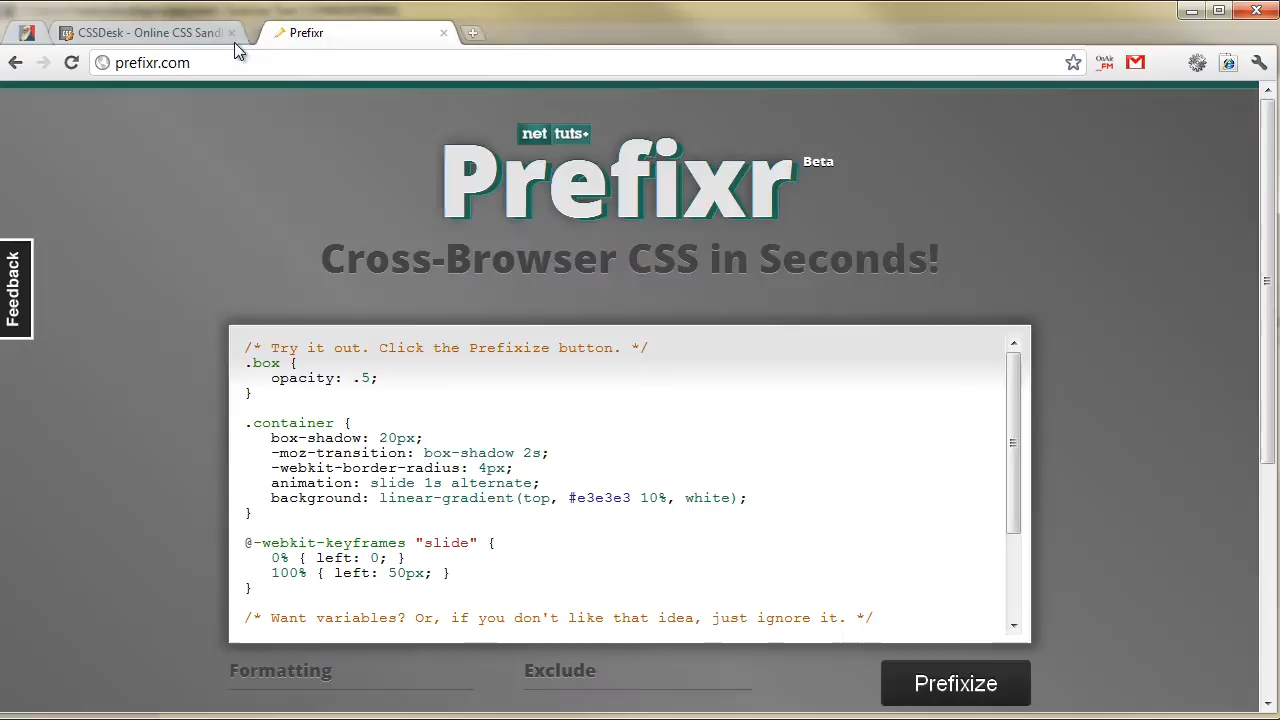 CSSDesk - Online CSS Sand
Prefixr
prefixr.com
OnAir
_FM
net tuts+
Prefixr
Beta
Cross-Browser CSS in Seconds!
Feedback
/* Try it out. Click the Prefixize button. */
.box {
opacity: .5;
}
.container {
box-shadow: 20px;
-moz-transition: box-shadow 2s;
-webkit-border-radius: 4px;
animation: slide 1s alternate;
background: linear-gradient(top, #e3e3e3 10%, white);
}
@-webkit-keyframes "slide" {
0% { left: 0; }
100% { left: 50px; }
}
/* Want variables? Or, if you don't like that idea, just ignore it. */
Formatting
Exclude
Prefixize